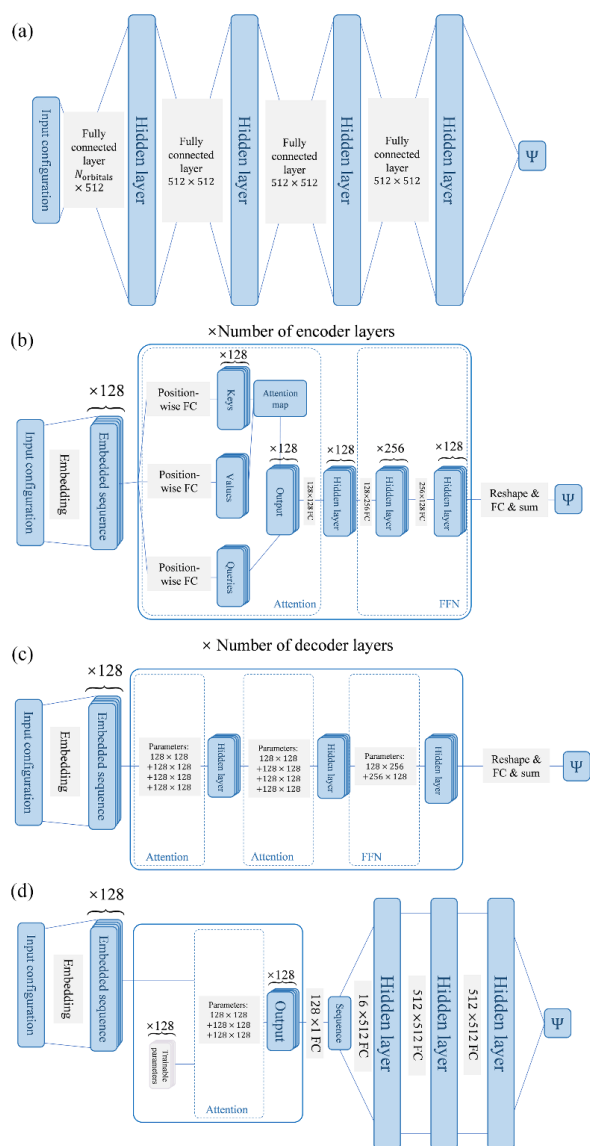 (a)
Input configuration
Fully
connected
layer
N_orbitals
× 512
Hidden layer
Fully
connected
layer
512 × 512
Hidden layer
Fully
connected
layer
512 × 512
Hidden layer
Fully
connected
layer
512 × 512
Hidden layer
Ψ
(b)
×Number of encoder layers
Input configuration
Embedding
×128
Embedded sequence
Position-
wise FC
×128
Keys
Attention
map
Position-
wise FC
Values
Position-
wise FC
Queries
×128
Output
128×128 FC
×128
Hidden layer
Attention
128×256 FC
×256
Hidden layer
256×128 FC
×128
Hidden layer
FFN
Reshape &
FC & sum
Ψ
(c)
× Number of decoder layers
Input configuration
Embedding
×128
Embedded sequence
Parameters:
128 × 128
+128 × 128
+128 × 128
+128 × 128
Attention
Hidden layer
Parameters:
128 × 128
+128 × 128
+128 × 128
+128 × 128
Attention
Hidden layer
Parameters:
128 × 256
+256 × 128
FFN
Hidden layer
Reshape &
FC & sum
Ψ
(d)
Input configuration
Embedding
×128
Embedded sequence
×128
Trainable
parameters
Parameters:
128 × 128
+128 × 128
+128 × 128
Attention
×128
Output
128 ×1 FC
Sequence
16 ×512 FC
Hidden layer
512 ×512 FC
Hidden layer
512 ×512 FC
Hidden layer
Ψ